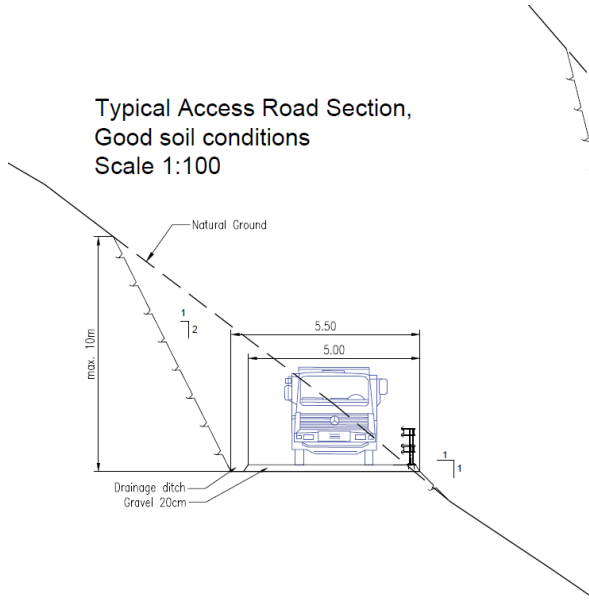 Typical Access Road Section,
Good soil conditions
Scale 1:100
Natural Ground
1
2
5.50
5.00
max. 10m
1
1
Drainage ditch
Gravel 20cm